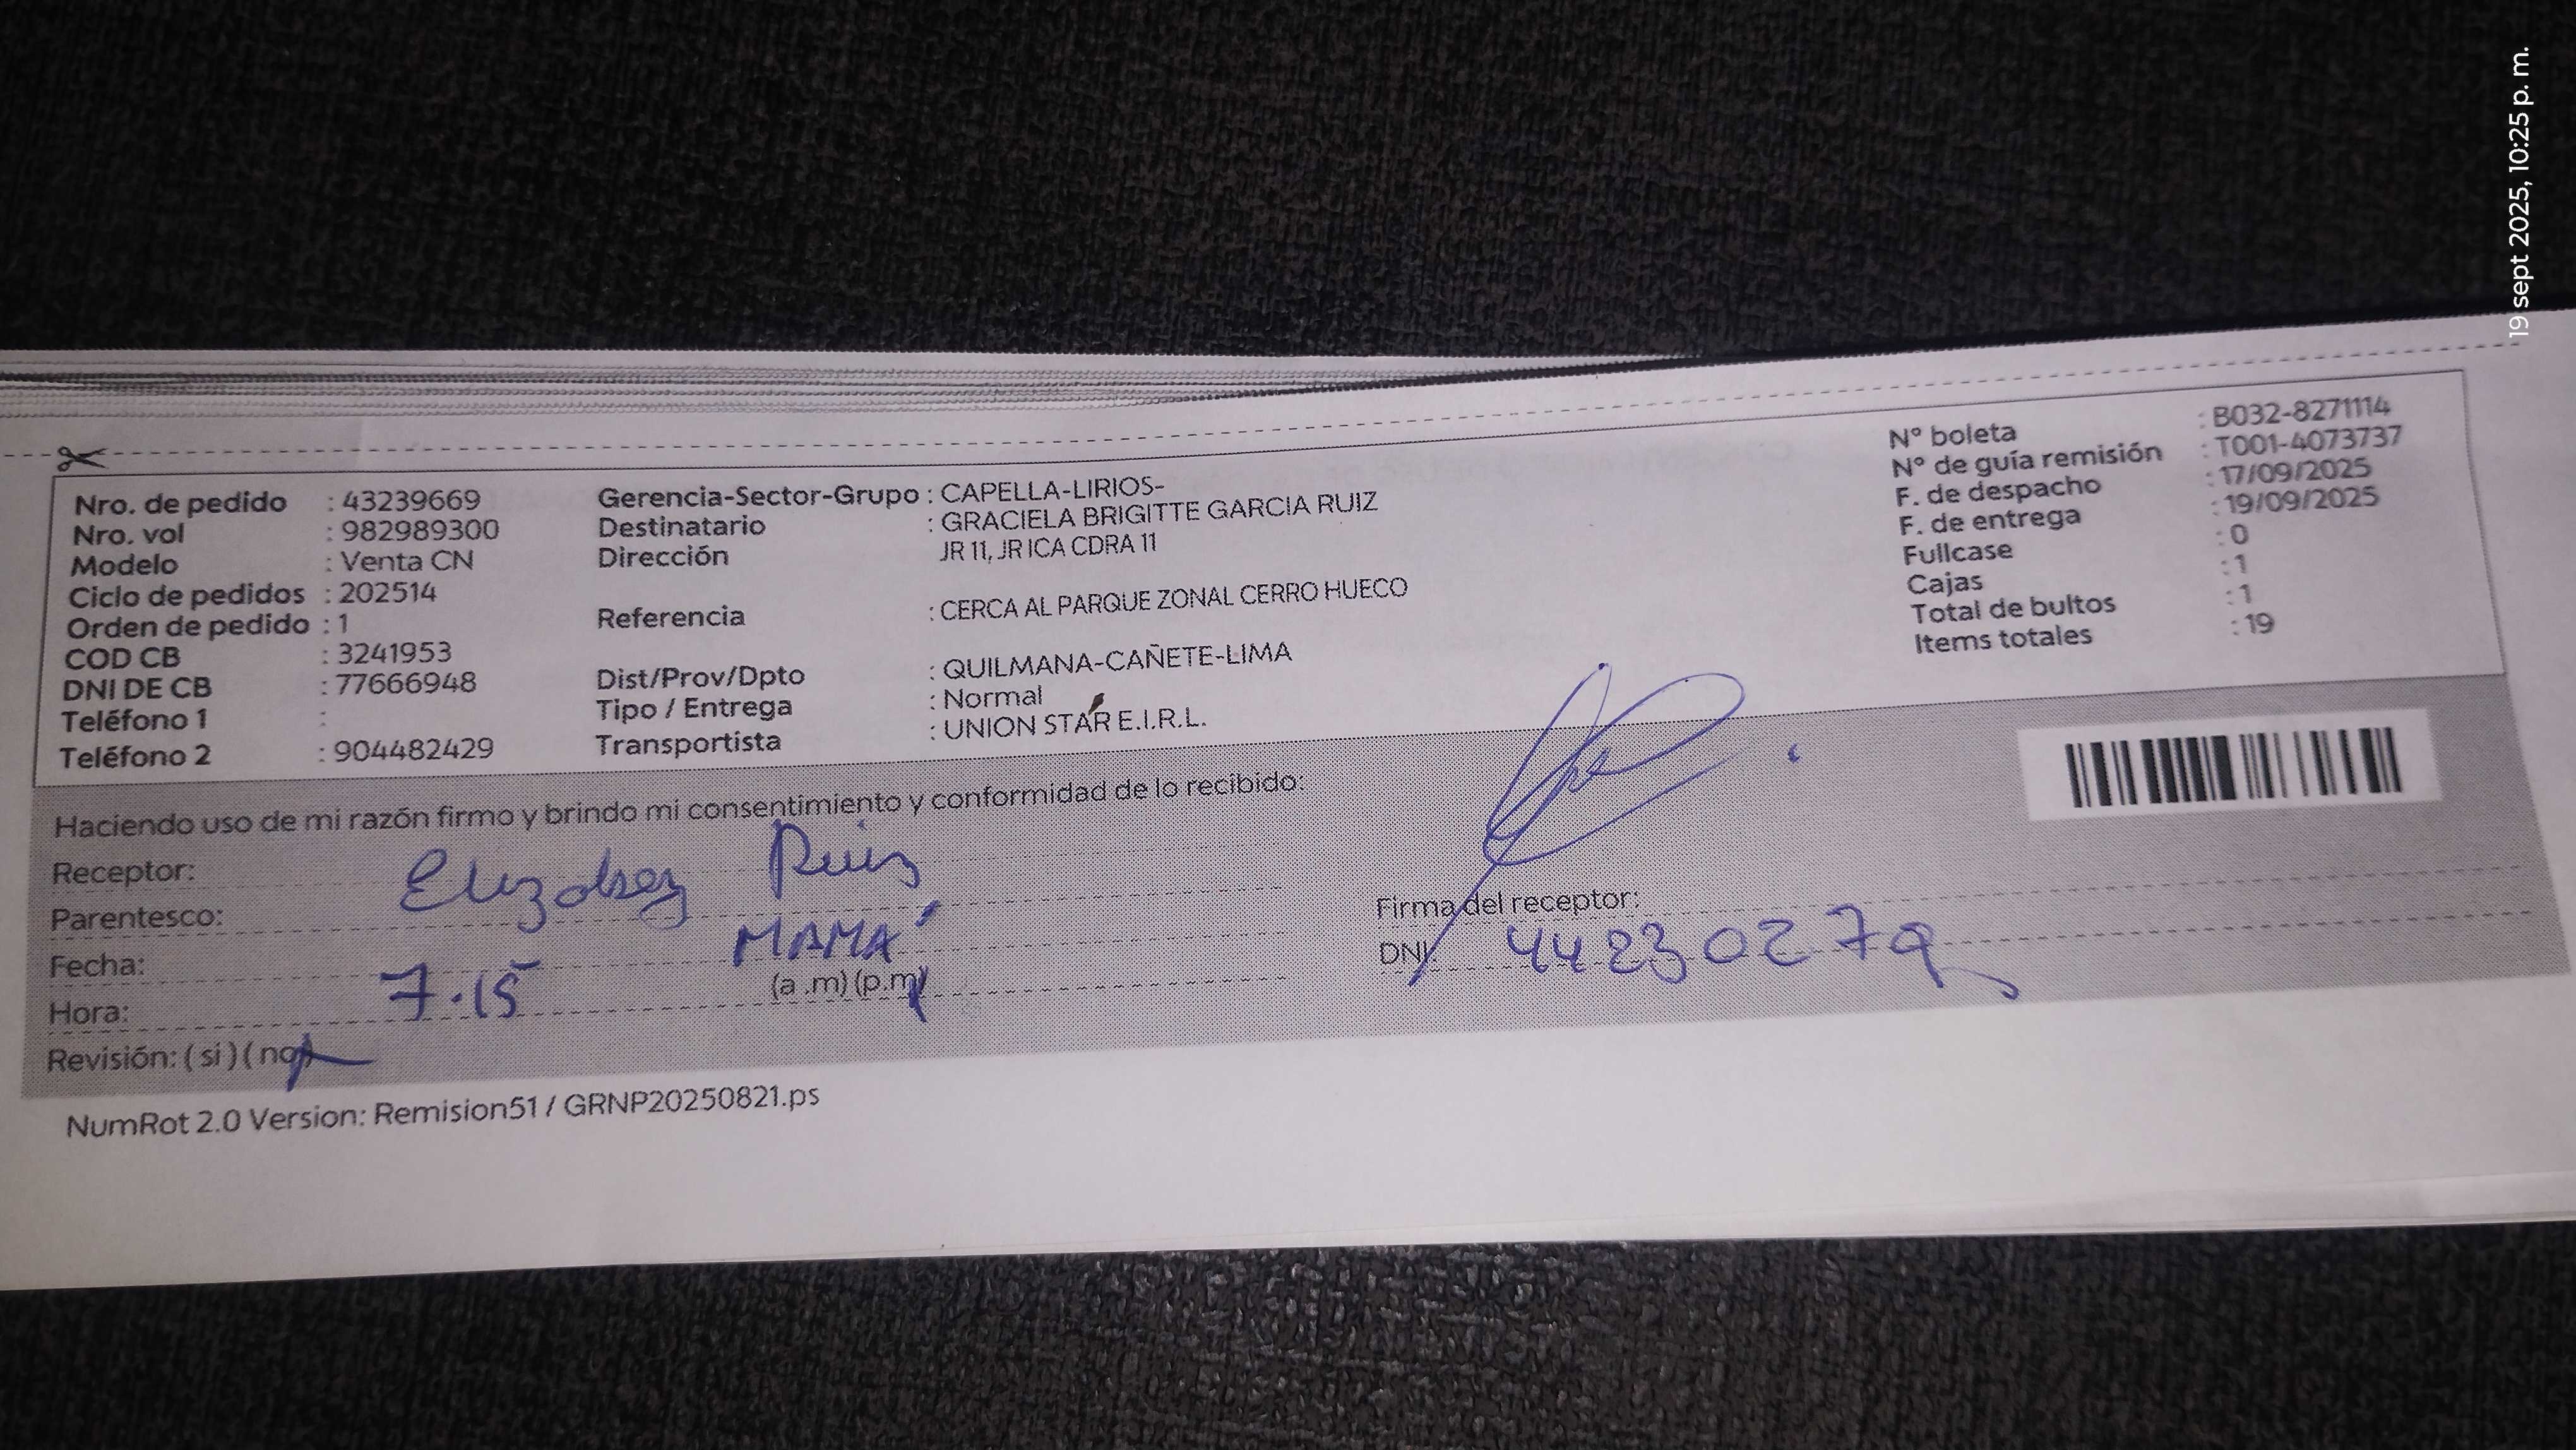 19 sept 2025, 10:25 p. m.
Nro. de pedido : 43239669
Nro. vol : 982989300
Modelo : Venta CN
Ciclo de pedidos : 202514
Orden de pedido : 1
COD CB : 3241953
DNI DE CB : 77666948
Teléfono 1 :
Teléfono 2 : 904482429
Gerencia-Sector-Grupo : CAPELLA-LIRIOS-
Destinatario : GRACIELA BRIGITTE GARCIA RUIZ
Dirección JR 11, JR ICA CDRA 11
Referencia : CERCA AL PARQUE ZONAL CERRO HUECO
Dist/Prov/Dpto : QUILMANA-CAÑETE-LIMA
Tipo / Entrega : Normal
Transportista : UNION STAR E.I.R.L.
N° boleta : B032-8271114
N° de guía remisión : T001-4073737
F. de despacho : 17/09/2025
F. de entrega : 19/09/2025
Fullcase : 0
Cajas : 1
Total de bultos : 1
Items totales : 19
Haciendo uso de mi razón firmo y brindo mi consentimiento y conformidad de lo recibido:
Receptor: Ruiz
Parentesco: MAMÁ
Fecha:
Hora: 7.15 (a .m) (p.m)
Revisión: ( si ) ( no )
Firma del receptor:
DNI: 44230279
NumRot 2.0 Version: Remision51 / GRNP20250821.ps